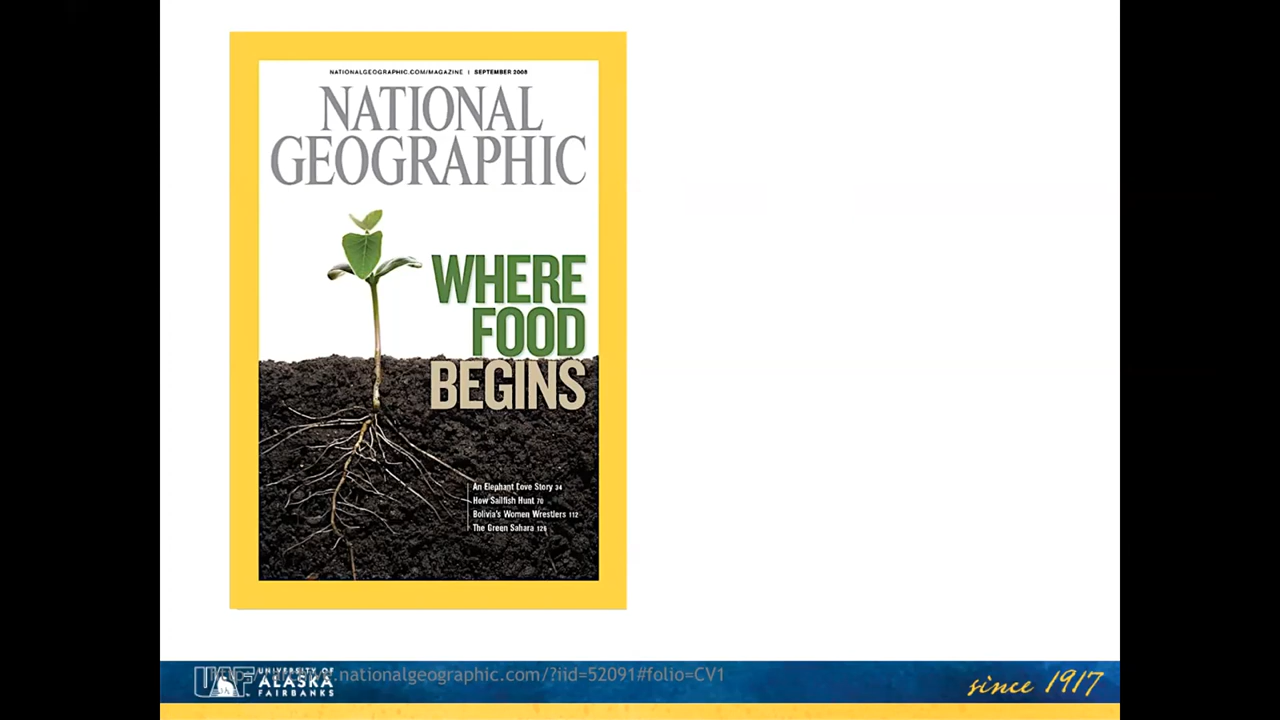 NATIONALGEOGRAPHIC.COM/MAGAZINE | SEPTEMBER 2008
NATIONAL
GEOGRAPHIC
WHERE
FOOD
BEGINS
An Elephant Love Story 34
How Sailfish Hunt 70
Bolivia's Women Wrestlers 112
The Green Sahara 126
.nationalgeographic.com/?iid=52091#folio=CV1
UAF UNIVERSITY OF
ALASKA
FAIRBANKS
since 1917